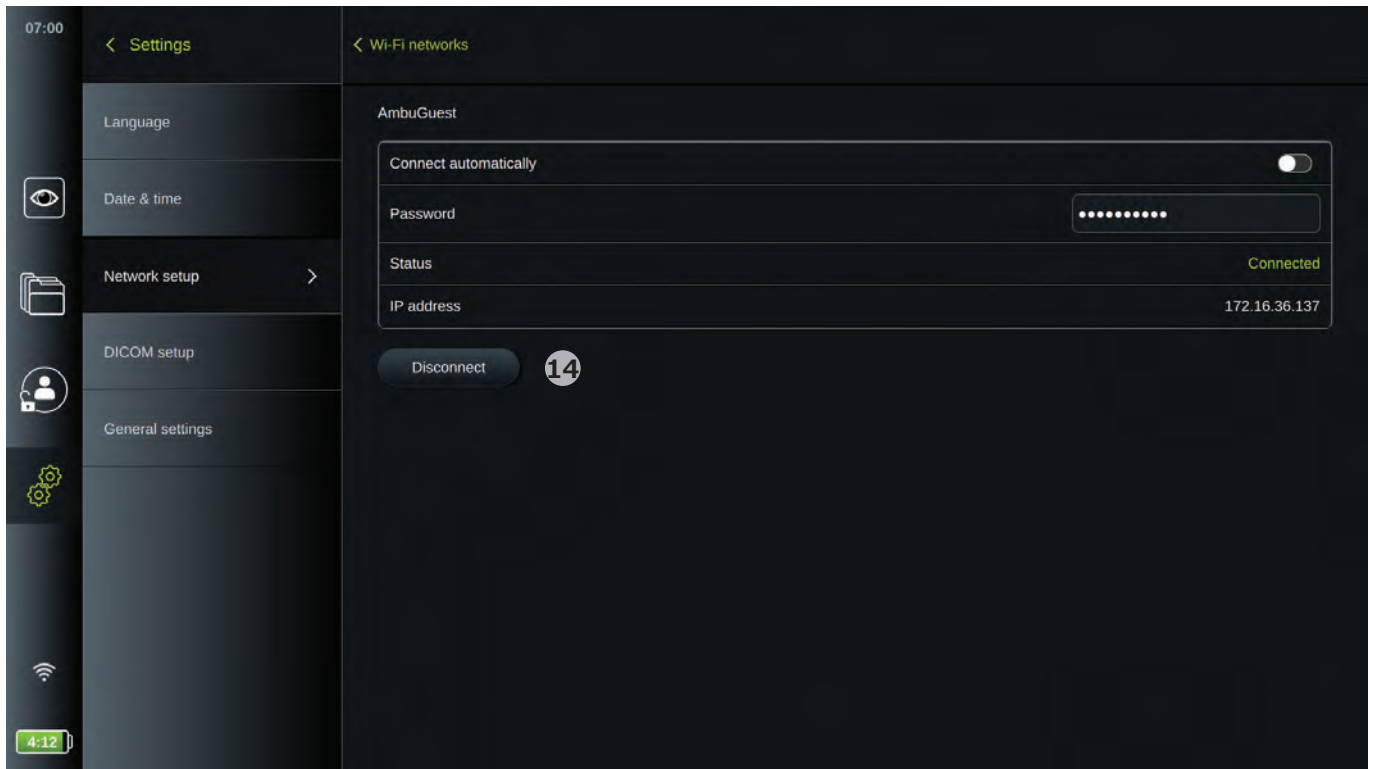 07:00
Settings
Wi-Fi networks
Language
Date & time
Network setup
DICOM setup
General settings
AmbuGuest
Connect automatically
Password ••••••••••
Status Connected
IP address 172.16.36.137
Disconnect 14
4:12